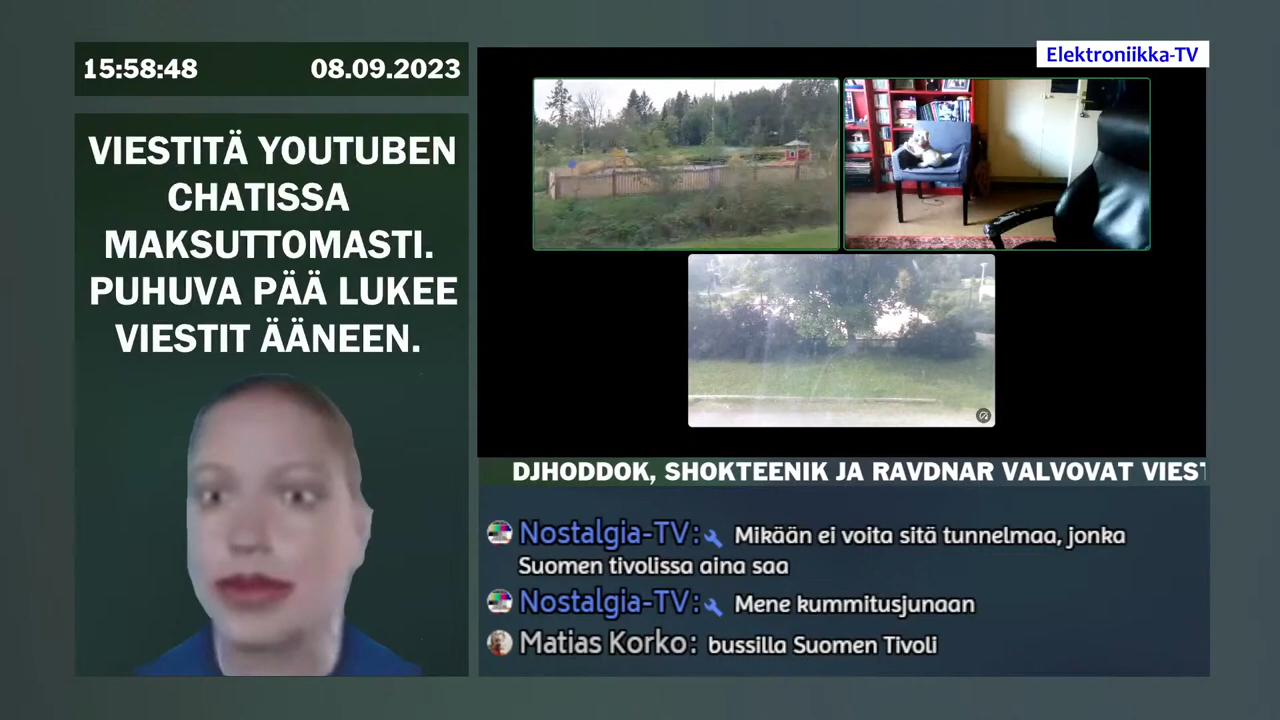 15:58:48 08.09.2023
Elektroniikka-TV
VIESTITÄ YOUTUBEN
CHATISSA
MAKSUTTOMASTI.
PUHUVA PÄÄ LUKEE
VIESTIT ÄÄNEEN.
DJHODDOK, SHOKTEENIK JA RAVDNAR VALVOVAT VIEST
Nostalgia-TV: Mikään ei voita sitä tunnelmaa, jonka
Suomen tivolissa aina saa
Nostalgia-TV: Mene kummitusjunaan
Matias Korko: bussilla Suomen Tivoli